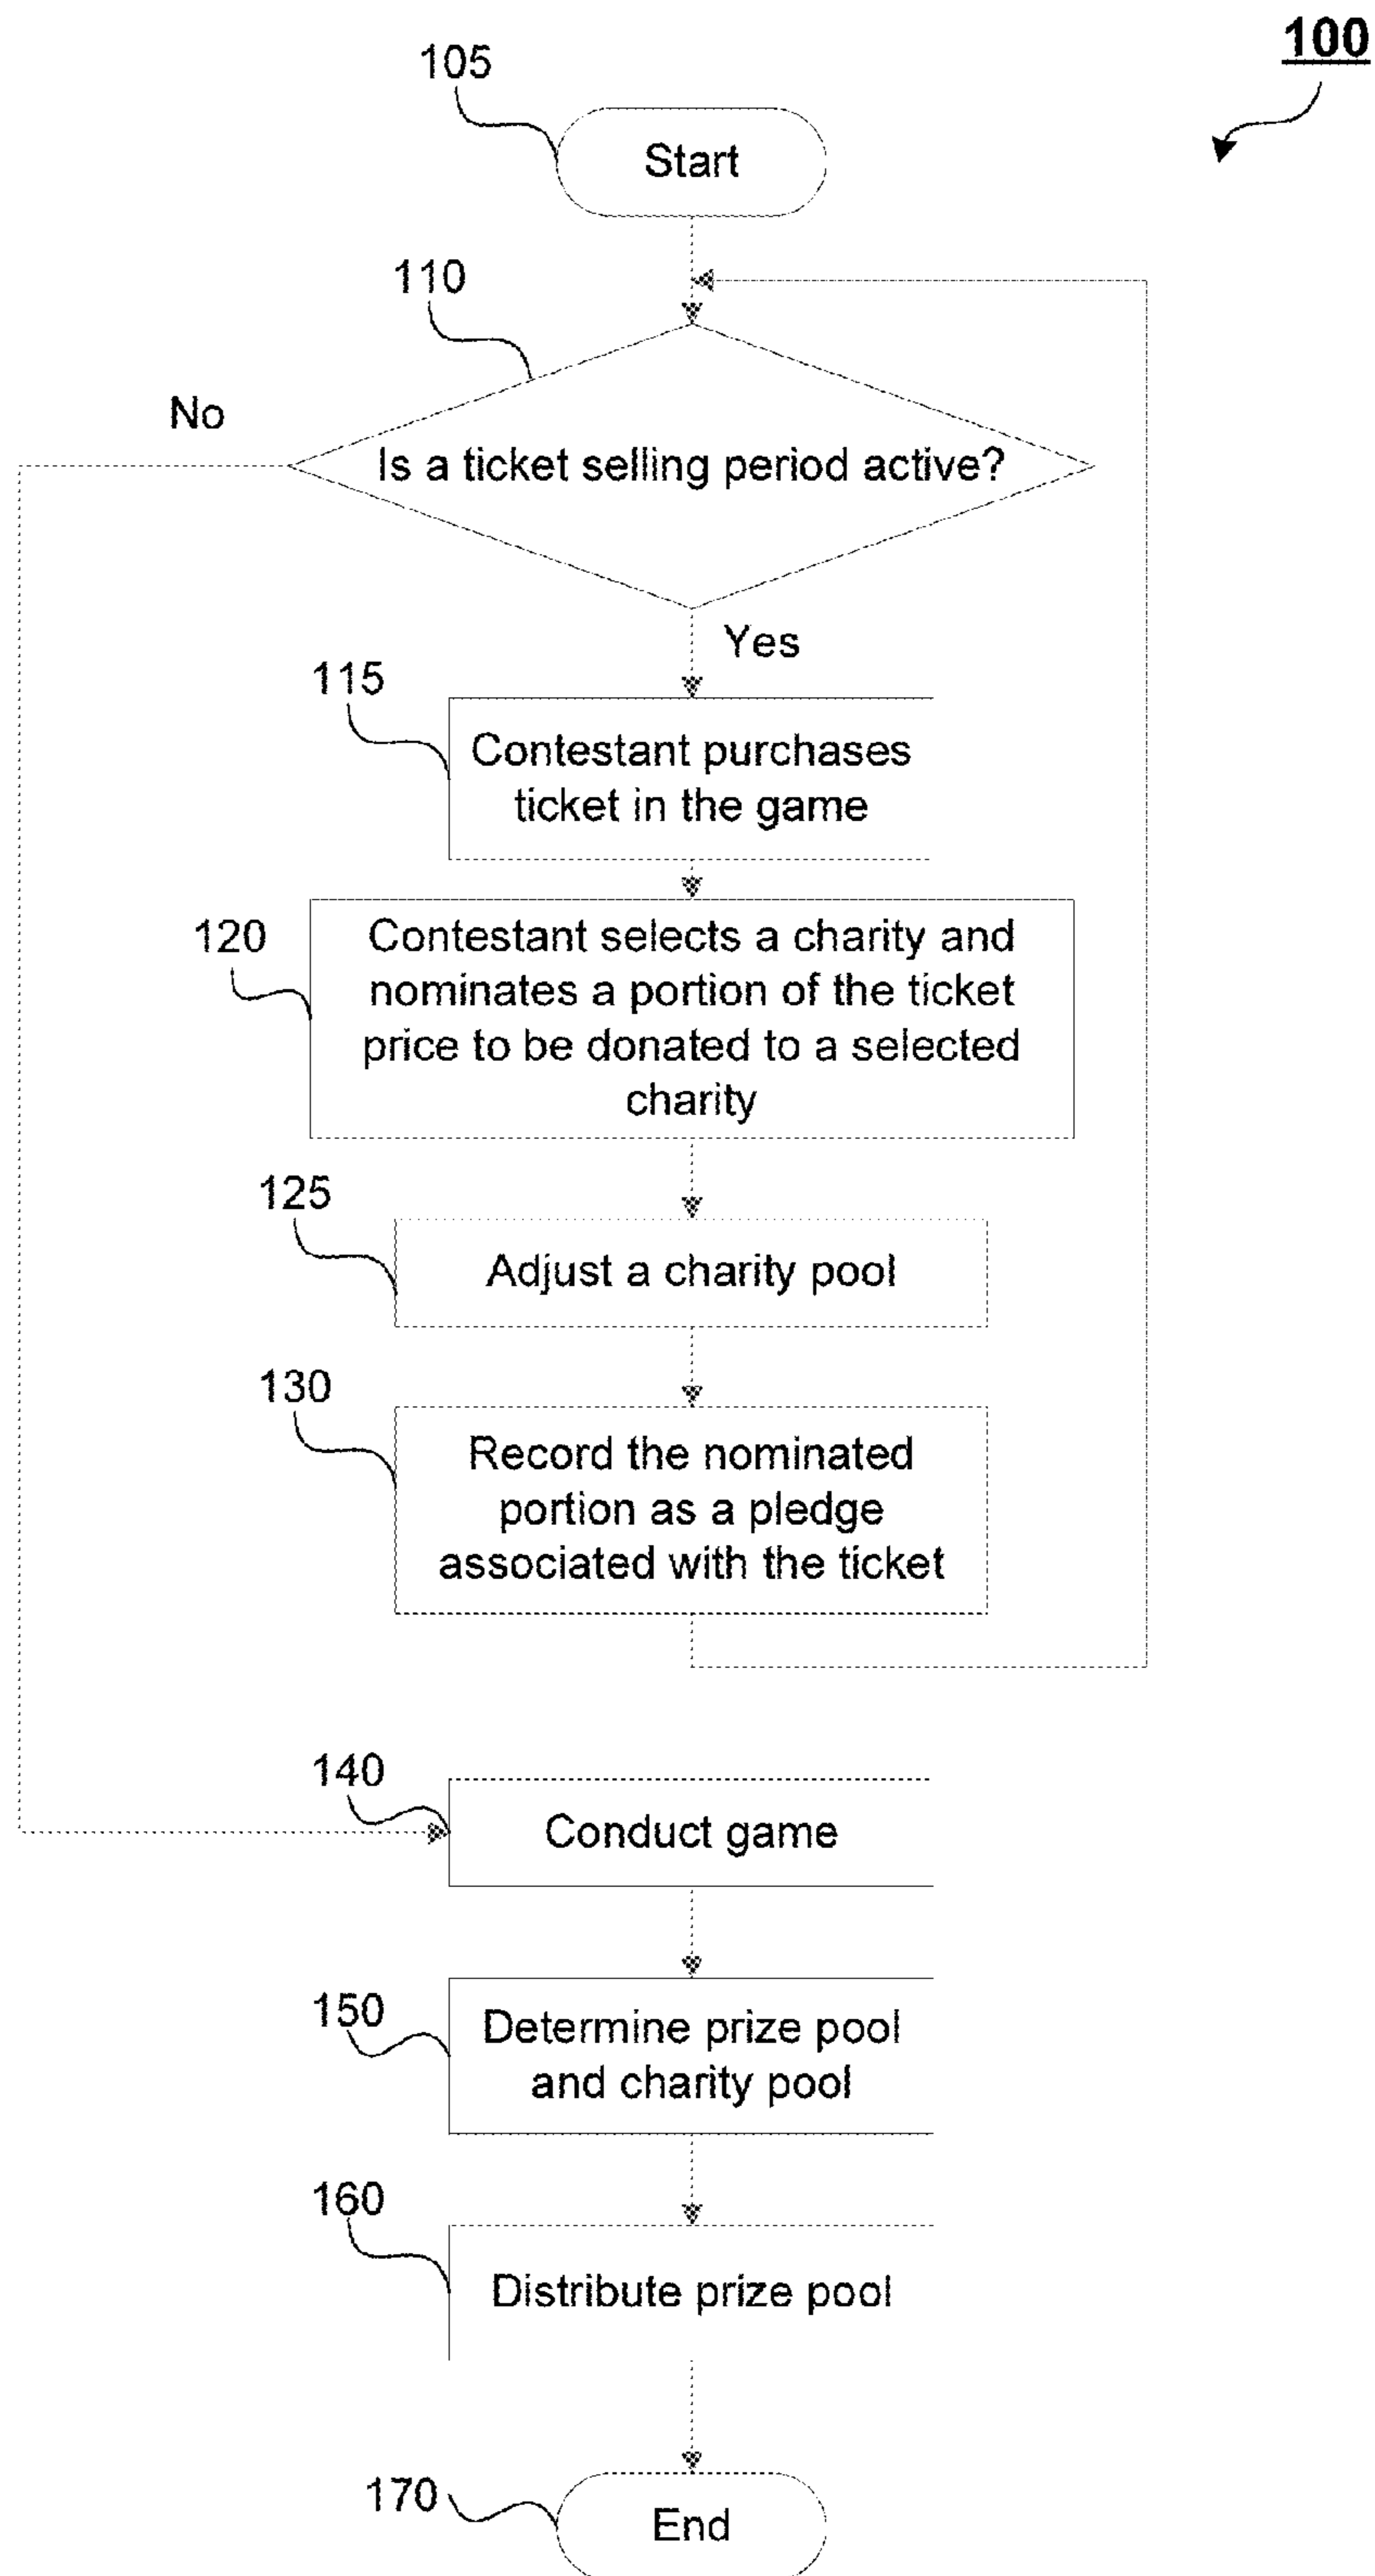 100
105
Start
110
No
Is a ticket selling period active?
Yes
115
Contestant purchases
ticket in the game
120
Contestant selects a charity and
nominates a portion of the ticket
price to be donated to a selected
charity
125
Adjust a charity pool
130
Record the nominated
portion as a pledge
associated with the ticket
140
Conduct game
150
Determine prize pool
and charity pool
160
Distribute prize pool
170
End